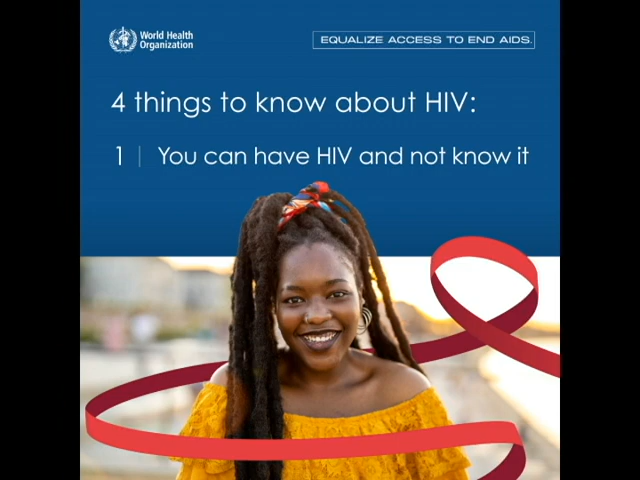 World Health
Organization
EQUALIZE ACCESS TO END AIDS.
4 things to know about HIV:
1 | You can have HIV and not know it